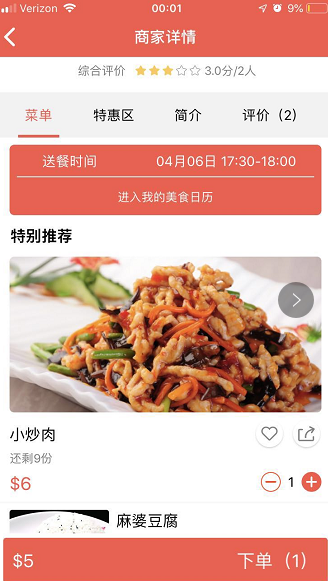 Verizon 00:01 9%
商家详情
综合评价 3.0分/2人
菜单 特惠区 简介 评价（2）
送餐时间 04月06日 17:30-18:00
进入我的美食日历
特别推荐
小炒肉
还剩9份
$6 1
麻婆豆腐
$5 下单（1）